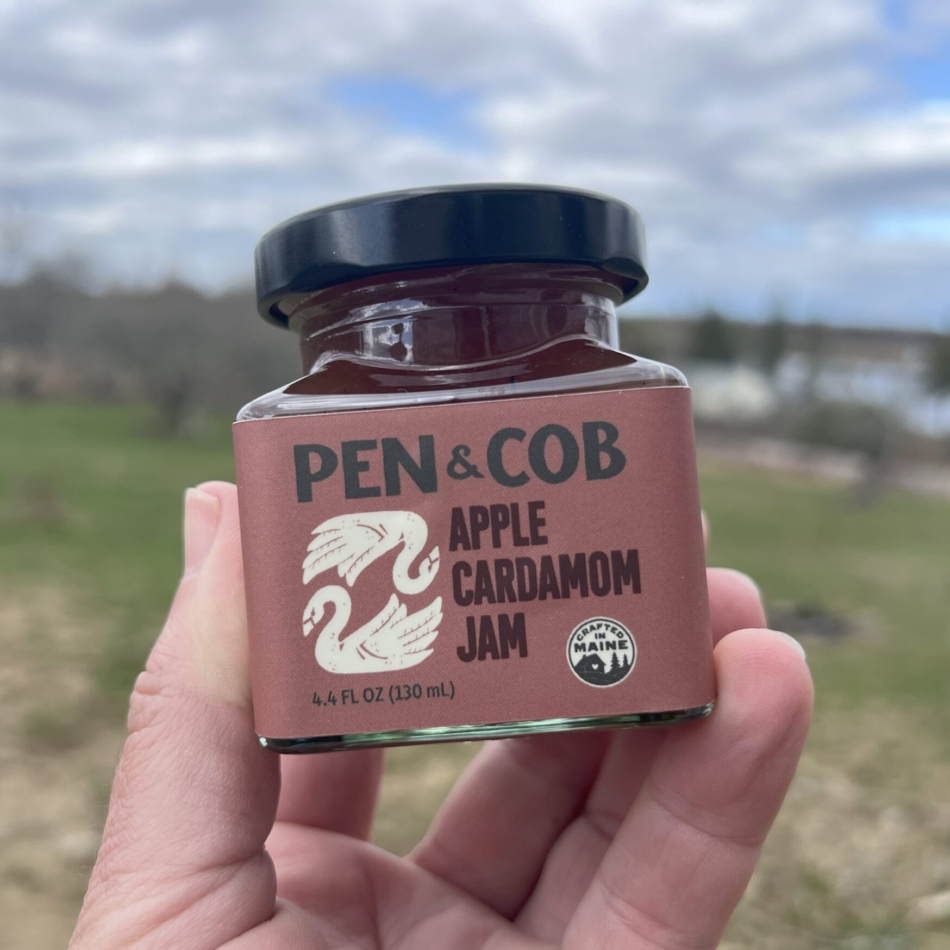 PEN & COB
APPLE
CARDAMOM
JAM
CRAFTED
IN
MAINE
4.4 FL OZ (130 mL)